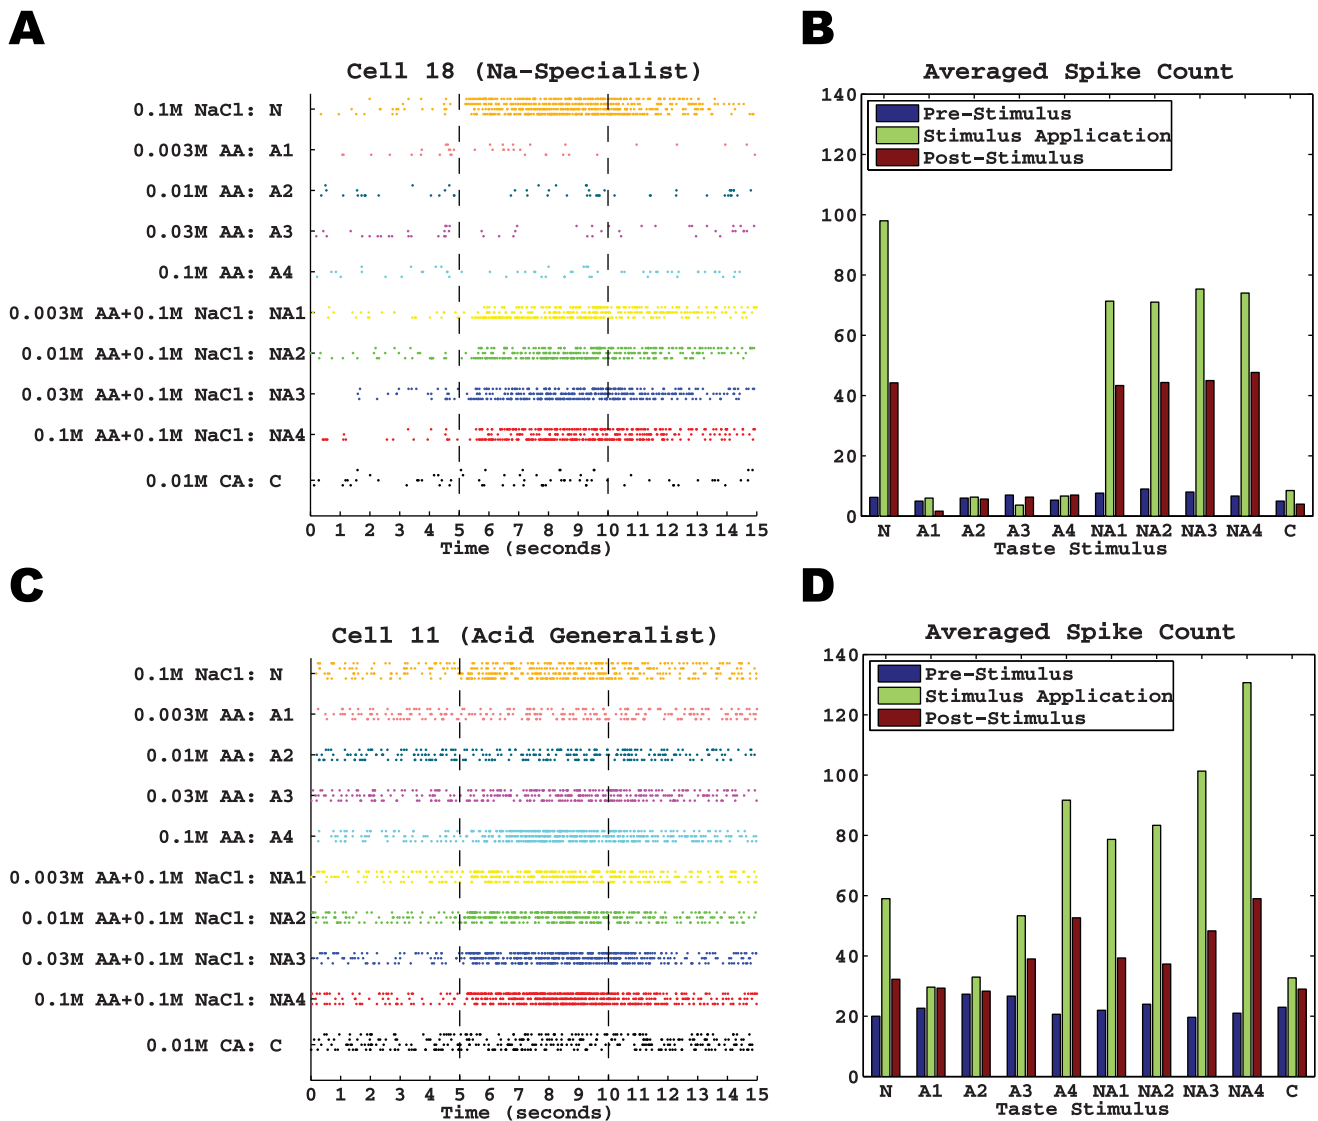 A
Cell 18 (Na-Specialist)
0.1M NaCl: N
0.003M AA: A1
0.01M AA: A2
0.03M AA: A3
0.1M AA: A4
0.003M AA+0.1M NaCl: NA1
0.01M AA+0.1M NaCl: NA2
0.03M AA+0.1M NaCl: NA3
0.1M AA+0.1M NaCl: NA4
0.01M CA: C
0 1 2 3 4 5 6 7 8 9 10 11 12 13 14 15
Time (seconds)
B
Averaged Spike Count
140
120
100
80
60
40
20
0
Pre-Stimulus
Stimulus Application
Post-Stimulus
N A1 A2 A3 A4 NA1 NA2 NA3 NA4 C
Taste Stimulus
C
Cell 11 (Acid Generalist)
0.1M NaCl: N
0.003M AA: A1
0.01M AA: A2
0.03M AA: A3
0.1M AA: A4
0.003M AA+0.1M NaCl: NA1
0.01M AA+0.1M NaCl: NA2
0.03M AA+0.1M NaCl: NA3
0.1M AA+0.1M NaCl: NA4
0.01M CA: C
0 1 2 3 4 5 6 7 8 9 10 11 12 13 14 15
Time (seconds)
D
Averaged Spike Count
140
120
100
80
60
40
20
0
Pre-Stimulus
Stimulus Application
Post-Stimulus
N A1 A2 A3 A4 NA1 NA2 NA3 NA4 C
Taste Stimulus